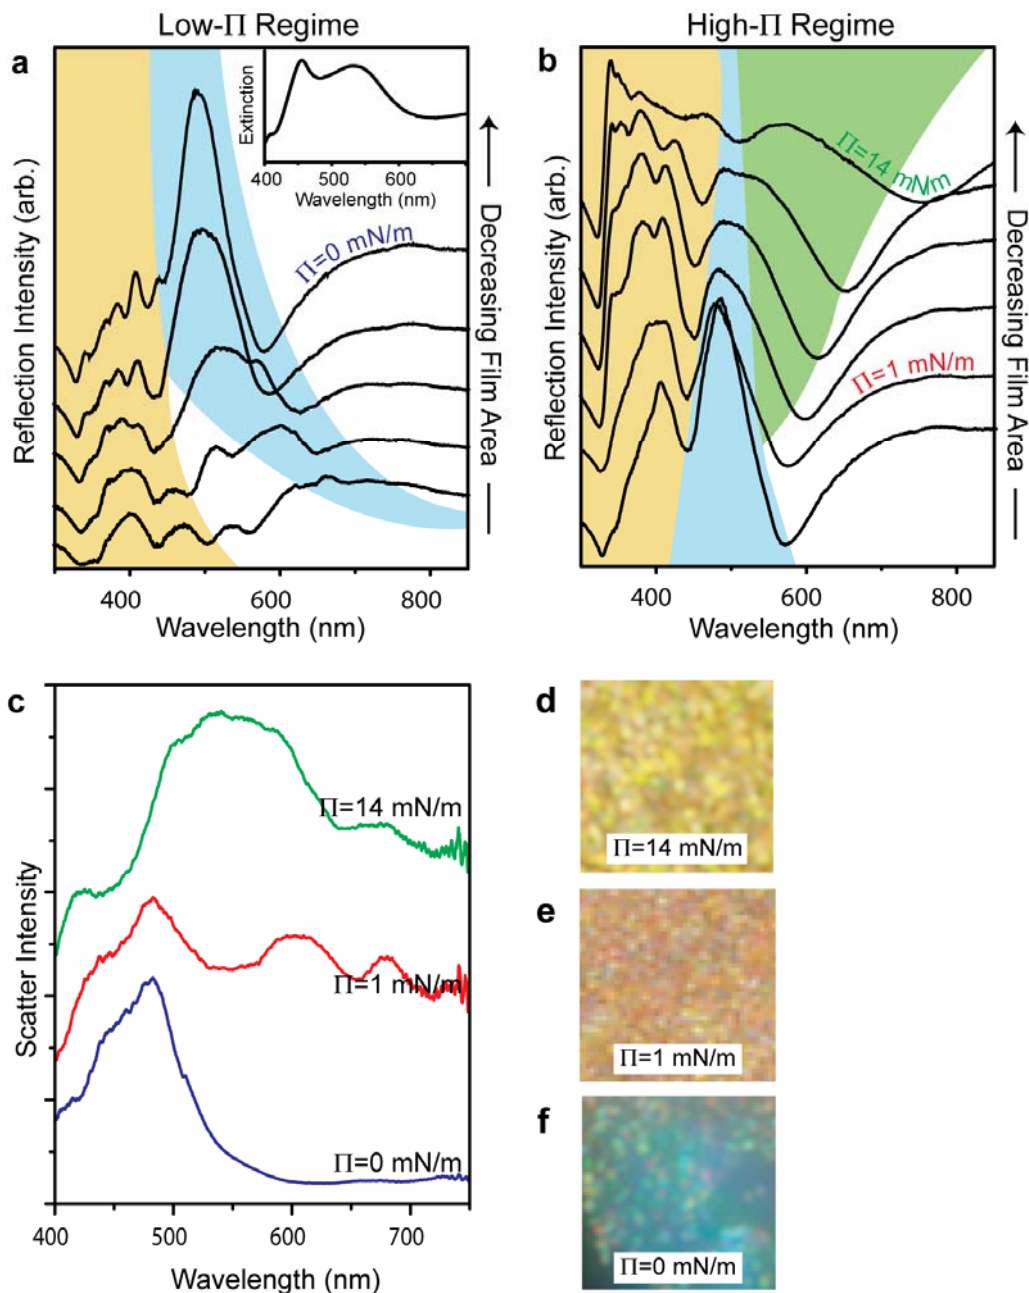 Low-Π Regime
High-Π Regime
a
Extinction
400
500
600
Wavelength (nm)
Π=0 mN/m
Reflection Intensity (arb.)
Decreasing Film Area
400
600
800
Wavelength (nm)
b
Π=14 mN/m
Π=1 mN/m
Reflection Intensity (arb.)
Decreasing Film Area
400
600
800
Wavelength (nm)
c
Π=14 mN/m
Π=1 mN/m
Π=0 mN/m
Scatter Intensity
400
500
600
700
Wavelength (nm)
d
Π=14 mN/m
e
Π=1 mN/m
f
Π=0 mN/m